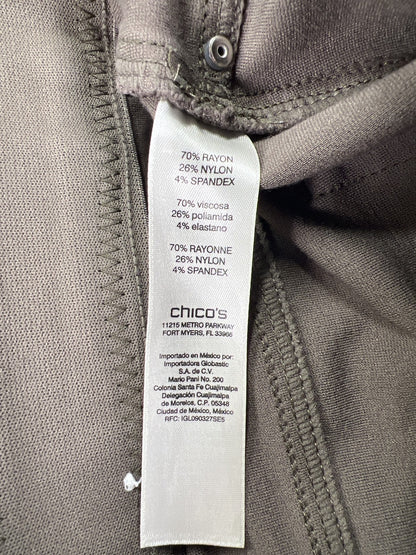 70% RAYON
26% NYLON
4% SPANDEX
70% viscosa
26% poliamida
4% elastano
70% RAYONNE
26% NYLON
4% SPANDEX
chico's
11215 METRO PARKWAY
FORT MYERS, FL 33966
Importado en México por:
Importadora Globastic
S.A. de C.V.
Mario Pani No. 200
Colonia Santa Fe Cuajimalpa
Delegación Cuajimalpa
de Morelos, C.P. 05348
Ciudad de México, México
RFC: IGL090327SE5